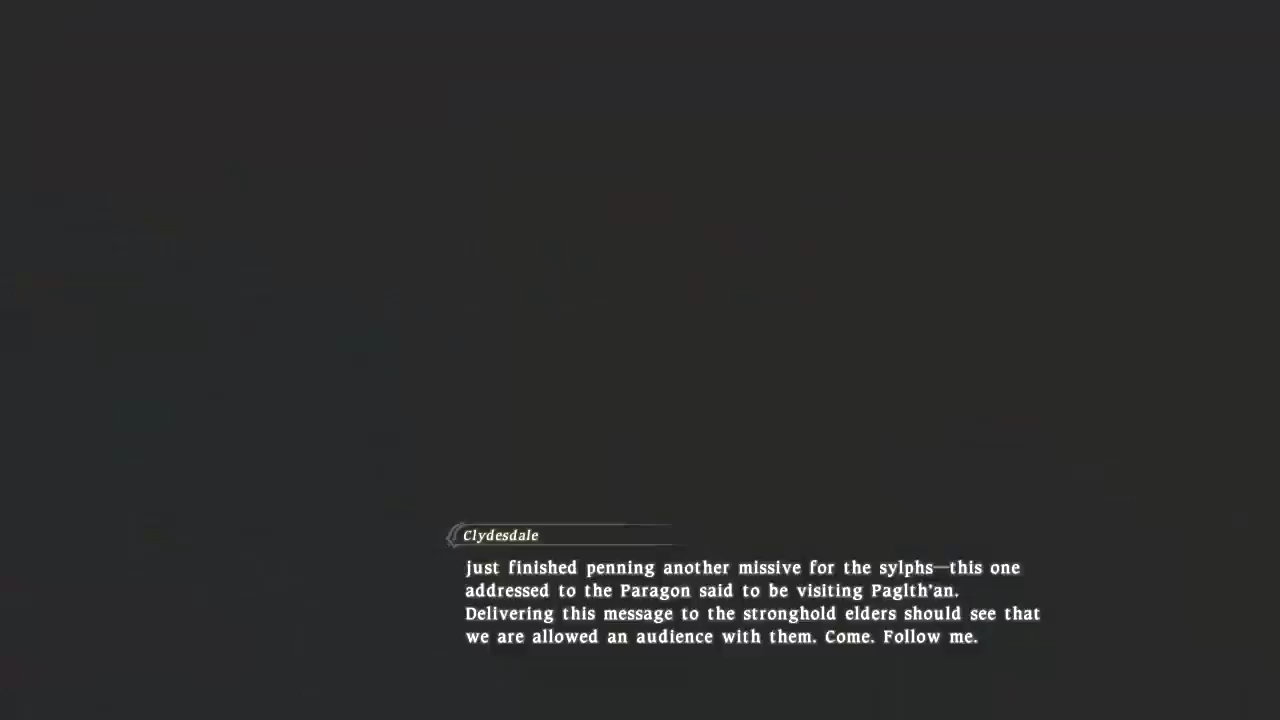 Clydesdale
just finished penning another missive for the sylphs—this one
addressed to the Paragon said to be visiting Paglth'an.
Delivering this message to the stronghold elders should see that
we are allowed an audience with them. Come. Follow me.